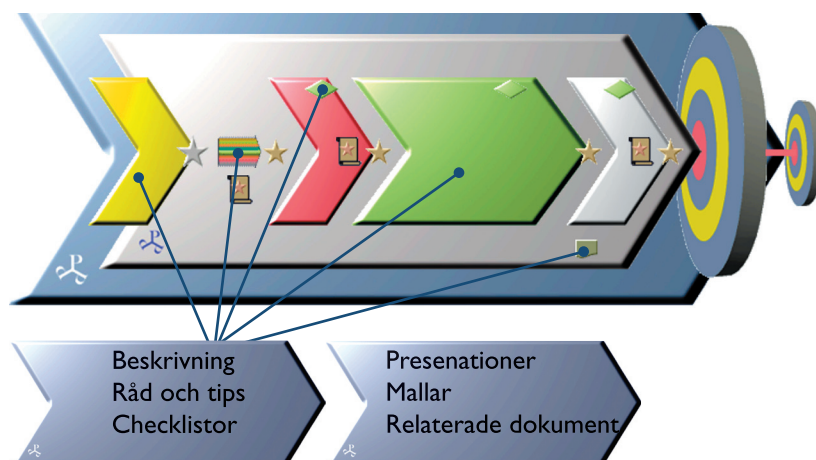 Beskrivning
Råd och tips
Checklistor
Presenationer
Mallar
Relaterade dokument